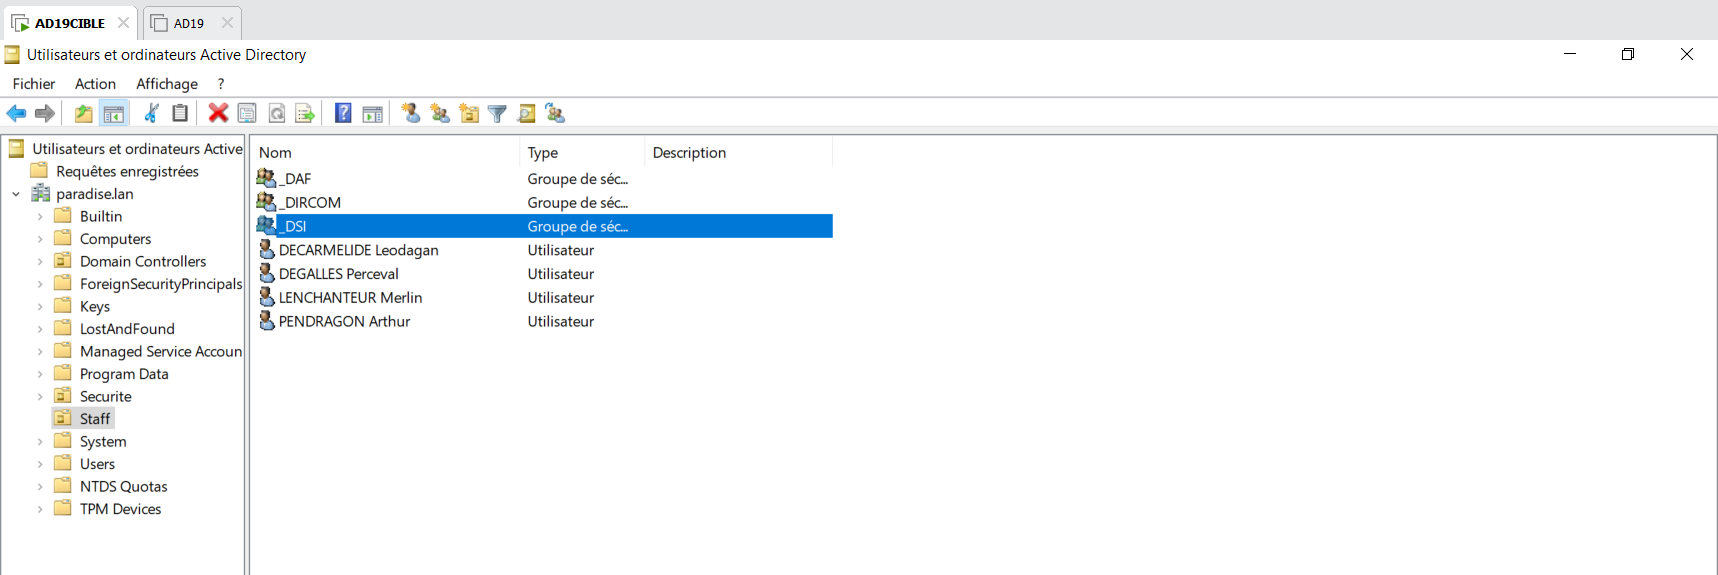 AD19CIBLE AD19
Utilisateurs et ordinateurs Active Directory
Fichier Action Affichage ?
Utilisateurs et ordinateurs Active
Requêtes enregistrées
paradise.lan
Builtin
Computers
Domain Controllers
ForeignSecurityPrincipals
Keys
LostAndFound
Managed Service Accoun
Program Data
Securite
Staff
System
Users
NTDS Quotas
TPM Devices
Nom Type Description
_DAF Groupe de séc...
_DIRCOM Groupe de séc...
_DSI Groupe de séc...
DECARMELIDE Leodagan Utilisateur
DEGALLES Perceval Utilisateur
LENCHANTEUR Merlin Utilisateur
PENDRAGON Arthur Utilisateur